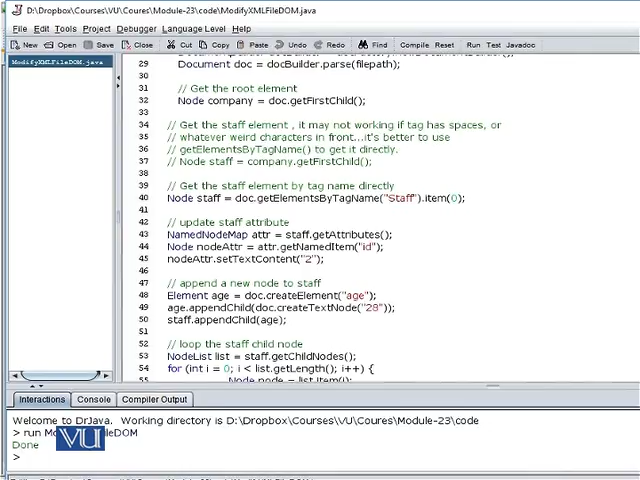 D:\Dropbox\Courses\VU\Coures\Module-23\code\ModifyXMLFileDOM.java
File Edit Tools Project Debugger Language Level Help
New Open Save Close Cut Copy Paste Undo Redo Find Compile Reset Run Test Javadoc
ModifyXMLFileDOM.java
29 Document doc = docBuilder.parse(filepath);
30
31 // Get the root element
32 Node company = doc.getFirstChild();
33
34 // Get the staff element , it may not working if tag has spaces, or
35 // whatever weird characters in front...it's better to use
36 // getElementsByTagName() to get it directly.
37 // Node staff = company.getFirstChild();
38
39 // Get the staff element by tag name directly
40 Node staff = doc.getElementsByTagName("Staff").item(0);
41
42 // update staff attribute
43 NamedNodeMap attr = staff.getAttributes();
44 Node nodeAttr = attr.getNamedItem("id");
45 nodeAttr.setTextContent("2");
46
47 // append a new node to staff
48 Element age = doc.createElement("age");
49 age.appendChild(doc.createTextNode("28"));
50 staff.appendChild(age);
51
52 // loop the staff child node
53 NodeList list = staff.getChildNodes();
54 for (int i = 0; i < list.getLength(); i++) {
55 Node node = list.item(i);
Interactions Console Compiler Output
Welcome to DrJava. Working directory is D:\Dropbox\Courses\VU\Coures\Module-23\code
> run
Done
>
VU